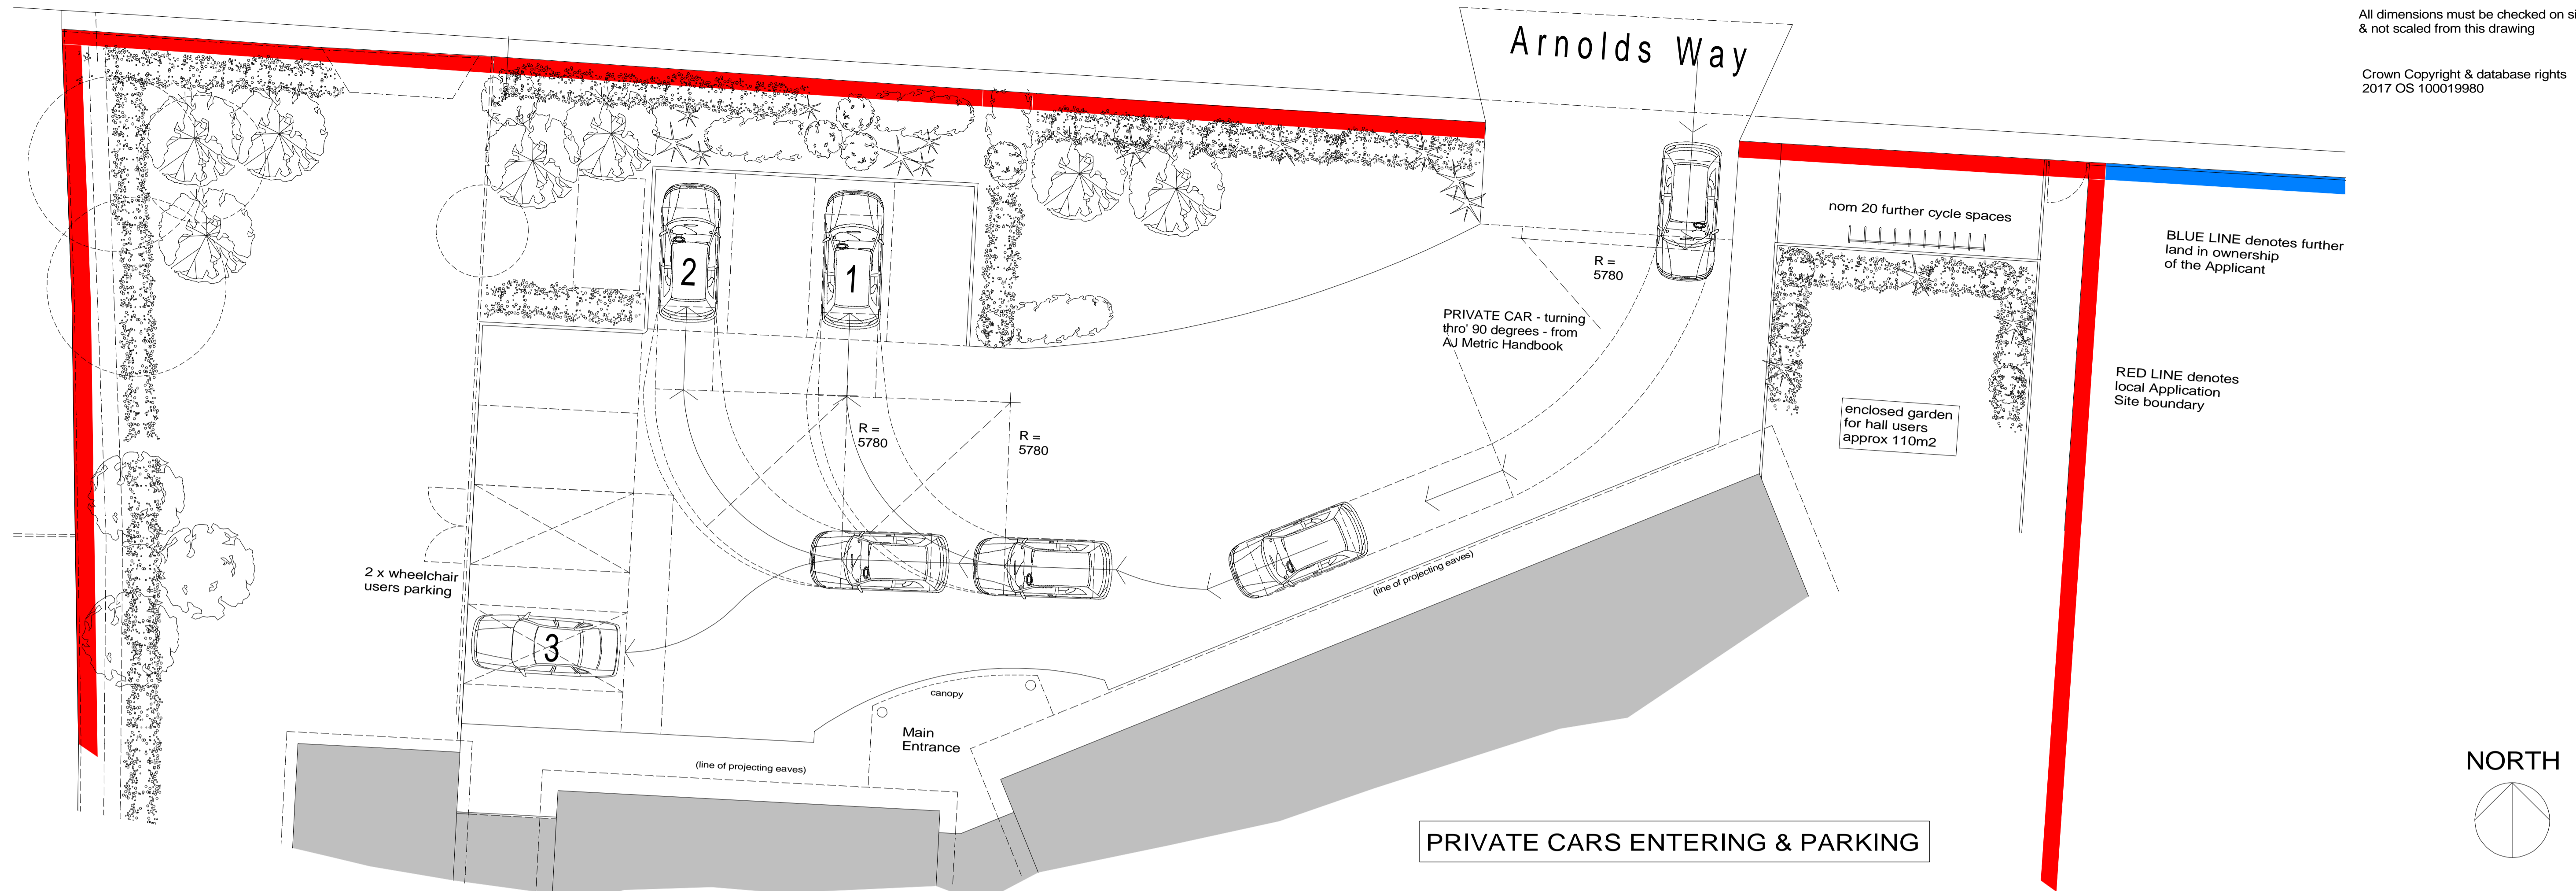 Arnolds Way
All dimensions must be checked on si
& not scaled from this drawing
Crown Copyright & database rights
2017 OS 100019980
nom 20 further cycle spaces
BLUE LINE denotes further
land in ownership
of the Applicant
R =
5780
2
1
PRIVATE CAR - turning
thro' 90 degrees - from
AJ Metric Handbook
RED LINE denotes
local Application
Site boundary
enclosed garden
for hall users
approx 110m2
R =
5780
R =
5780
(line of projecting eaves)
2 x wheelchair
users parking
3
canopy
Main
Entrance
(line of projecting eaves)
NORTH
PRIVATE CARS ENTERING & PARKING